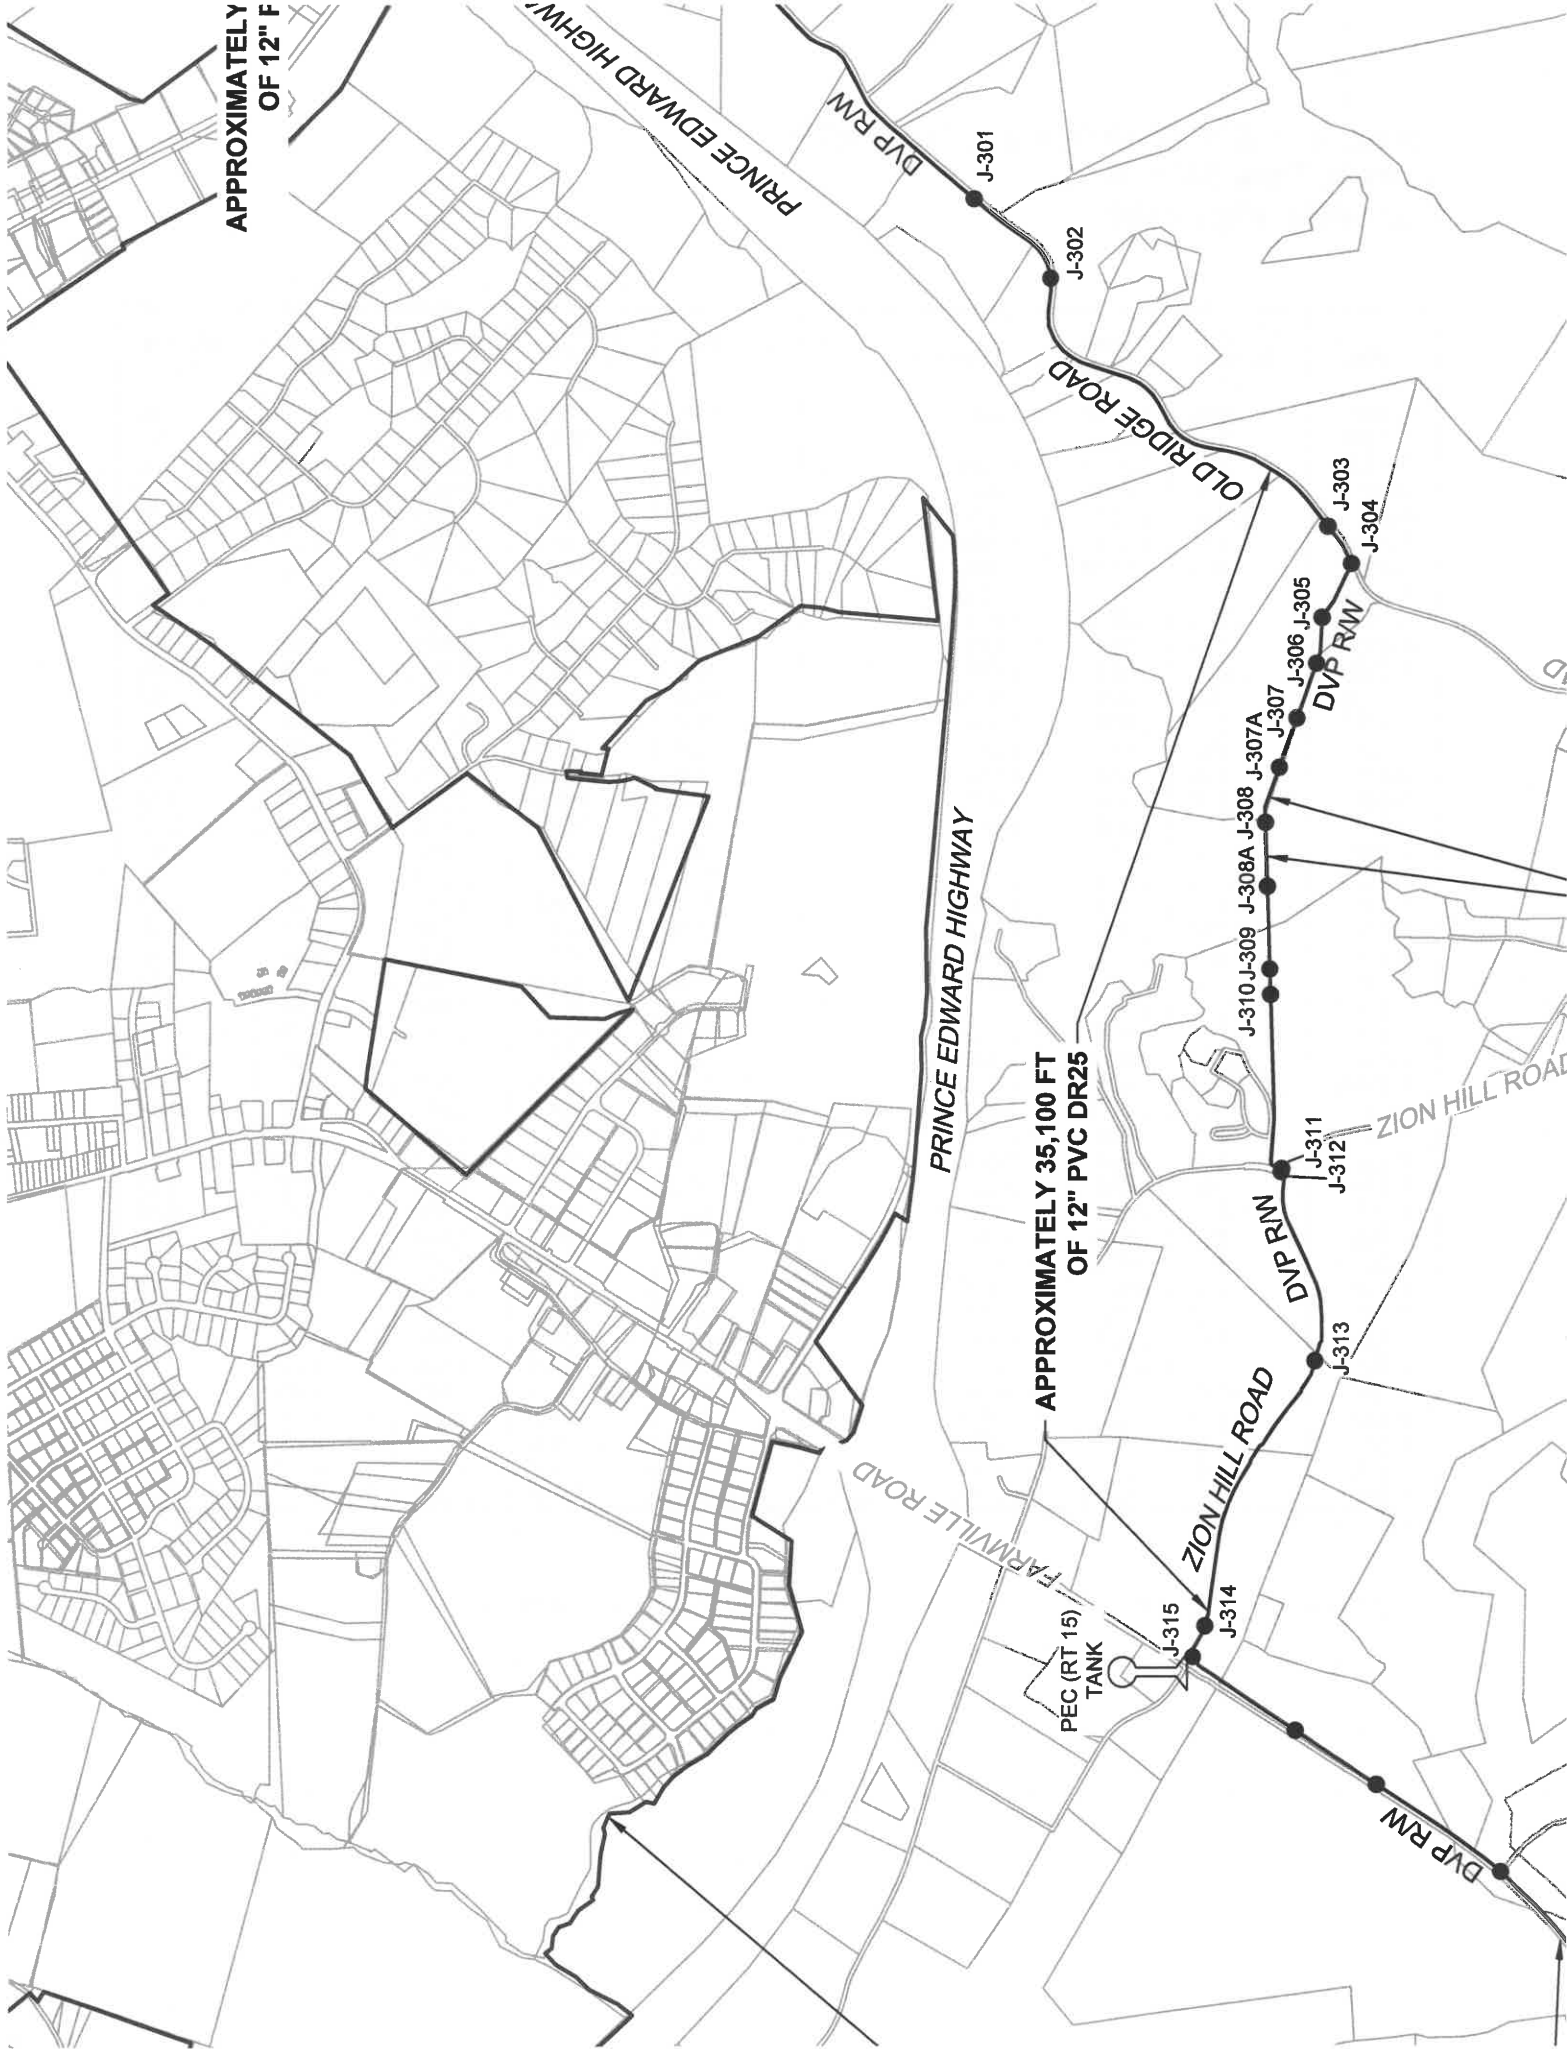 APPROXIMATELY
OF 12"
PRINCE EDWARD
DVP R/W
J-301
J-302
OLD RIDGE ROAD
J-303
J-304
J-305
DVP R/W
J-306
J-307
J-307A
J-308
J-308A
J-309
J-310
PRINCE EDWARD HIGHWAY
APPROXIMATELY 35,100 FT
OF 12" PVC DR25
ZION HILL ROAD
J-311
J-312
DVP R/W
J-313
ZION HILL ROAD
FARMVILLE ROAD
J-314
J-315
PEC (RT 15)
TANK
DVP R/W